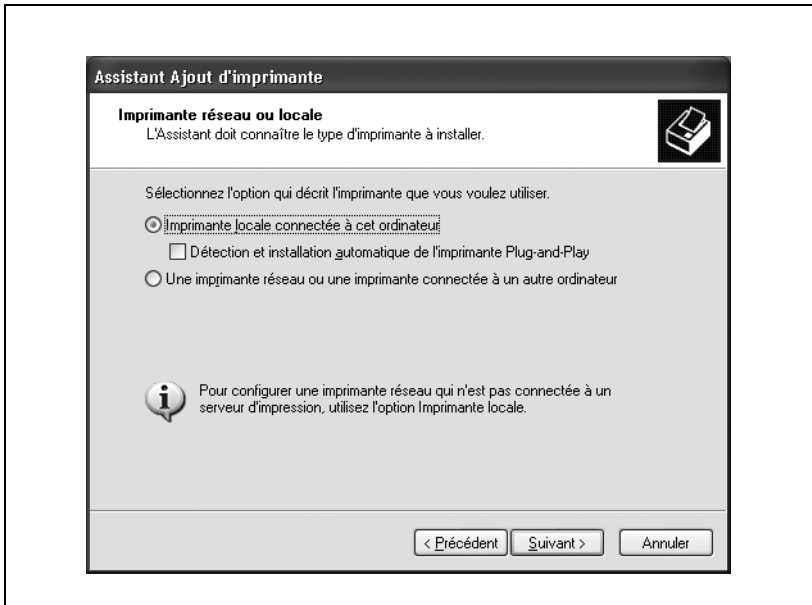 Assistant Ajout d'imprimante
Imprimante réseau ou locale
L'Assistant doit connaître le type d'imprimante à installer.
Sélectionnez l'option qui décrit l'imprimante que vous voulez utiliser.
Imprimante locale connectée à cet ordinateur
Détection et installation automatique de l'imprimante Plug-and-Play
Une imprimante réseau ou une imprimante connectée à un autre ordinateur
Pour configurer une imprimante réseau qui n'est pas connectée à un
serveur d'impression, utilisez l'option Imprimante locale.
< Précédent Suivant > Annuler